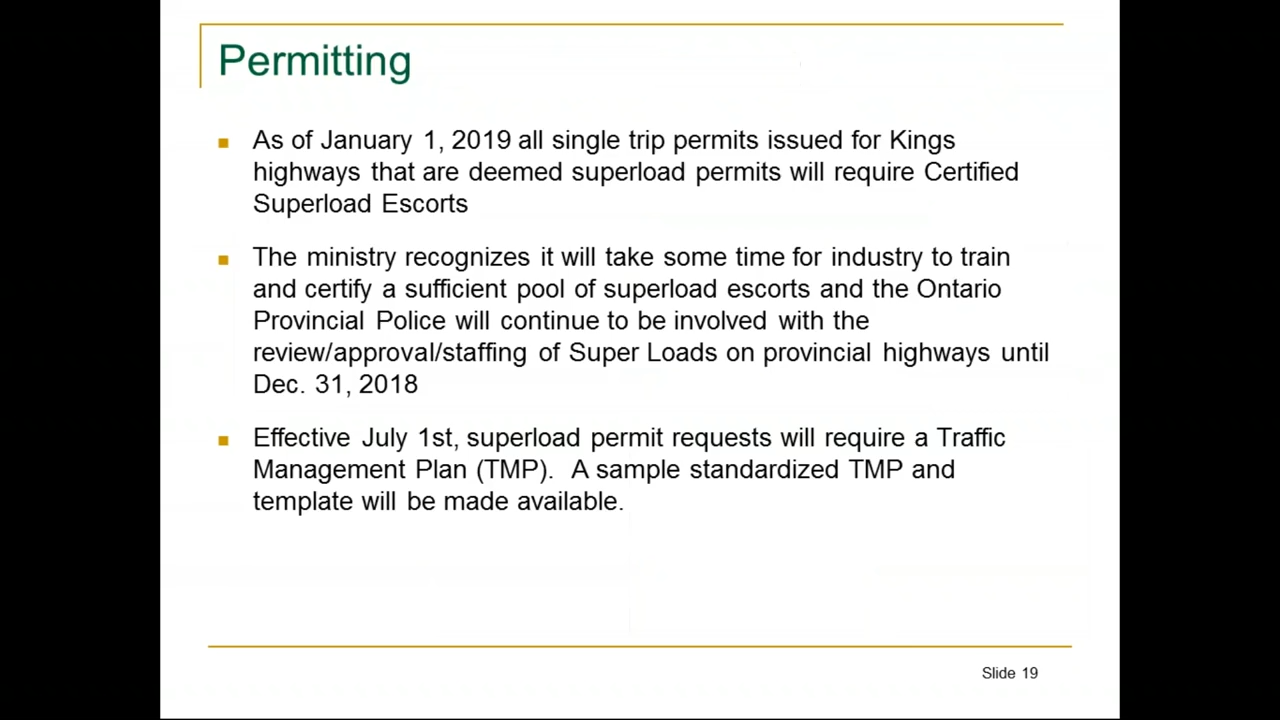 Permitting
As of January 1, 2019 all single trip permits issued for Kings
highways that are deemed superload permits will require Certified
Superload Escorts
The ministry recognizes it will take some time for industry to train
and certify a sufficient pool of superload escorts and the Ontario
Provincial Police will continue to be involved with the
review/approval/staffing of Super Loads on provincial highways until
Dec. 31, 2018
Effective July 1st, superload permit requests will require a Traffic
Management Plan (TMP).  A sample standardized TMP and
template will be made available.
Slide 19